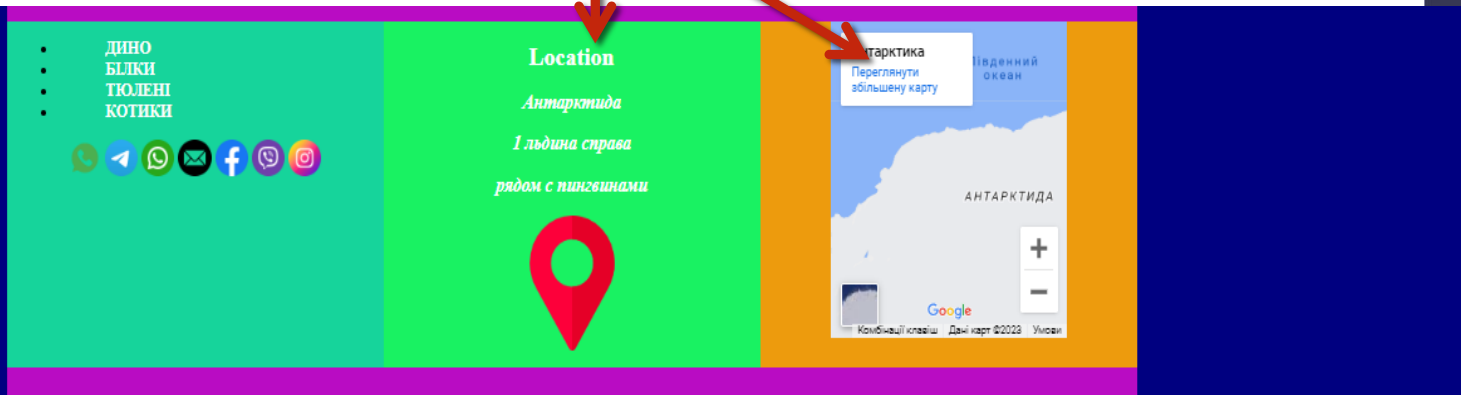 ДИНО
БІЛКИ
ТЮЛЕНІ
КОТИКИ
Location
Антарктида
1 льдина справа
рядом с пингвинами
нтарктика
Переглянути
збільшену карту
Південний
океан
АНТАРКТИДА
Google
Комбінації клавіш Дані карт ©2023 Умови